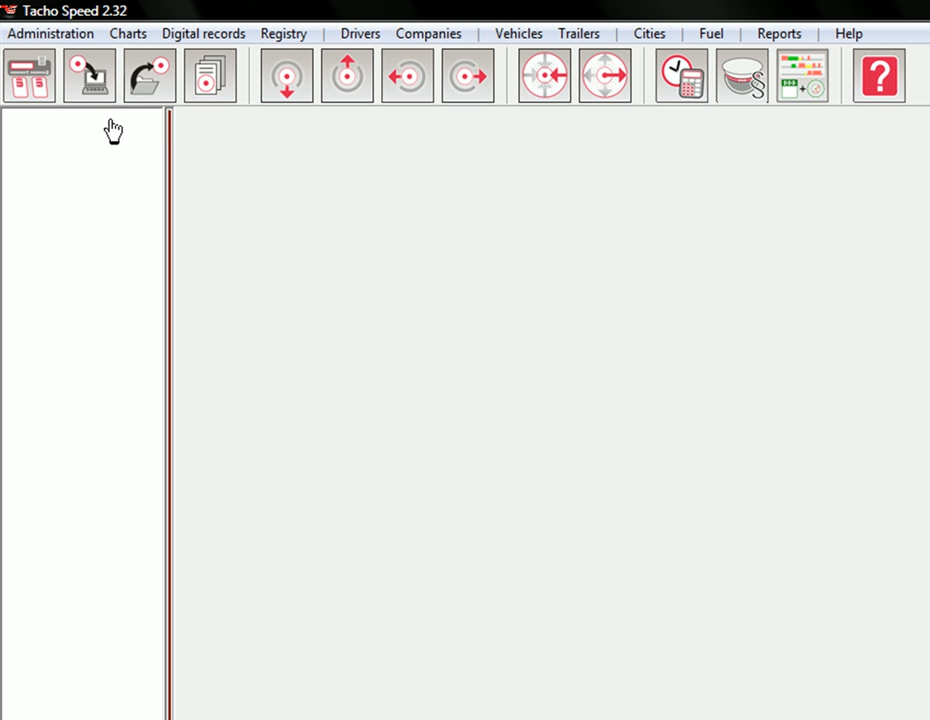 Tacho Speed 2.32
Administration Charts Digital records Registry | Drivers Companies | Vehicles Trailers | Cities | Fuel | Reports | Help